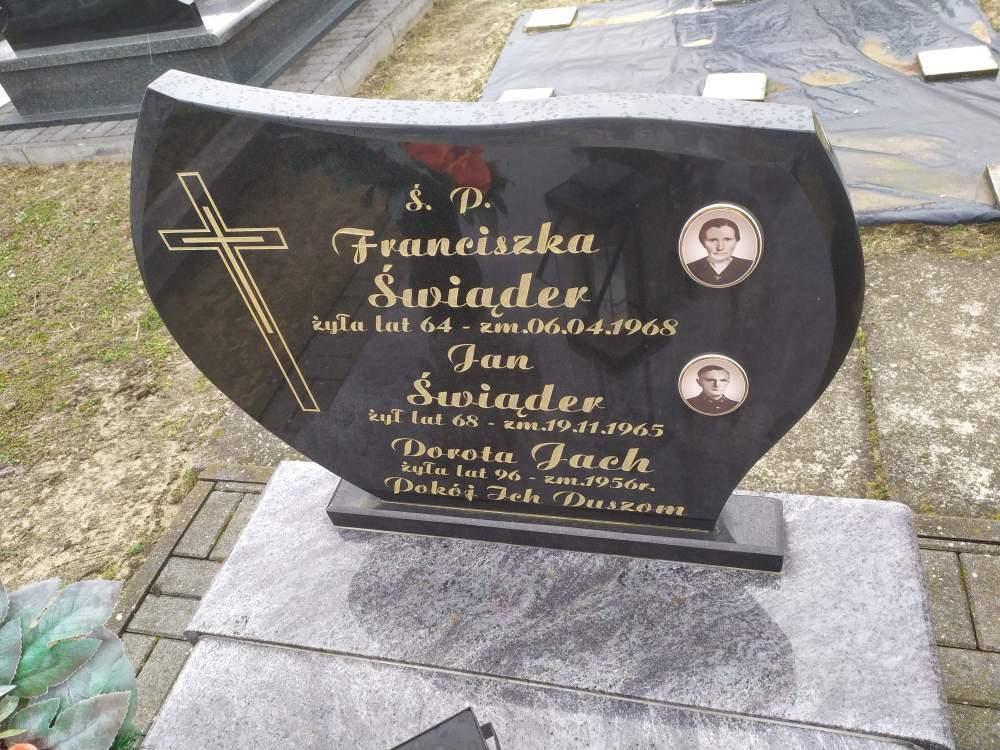 Ś. P.
Franciszka
Świąder
żyła lat 64 - zm.06.04.1968
Jan
Świąder
żył lat 68 - zm.19.11.1965
Dorota Jach
żyła lat 96 - zm.1956r.
Pokój Ich Duszom